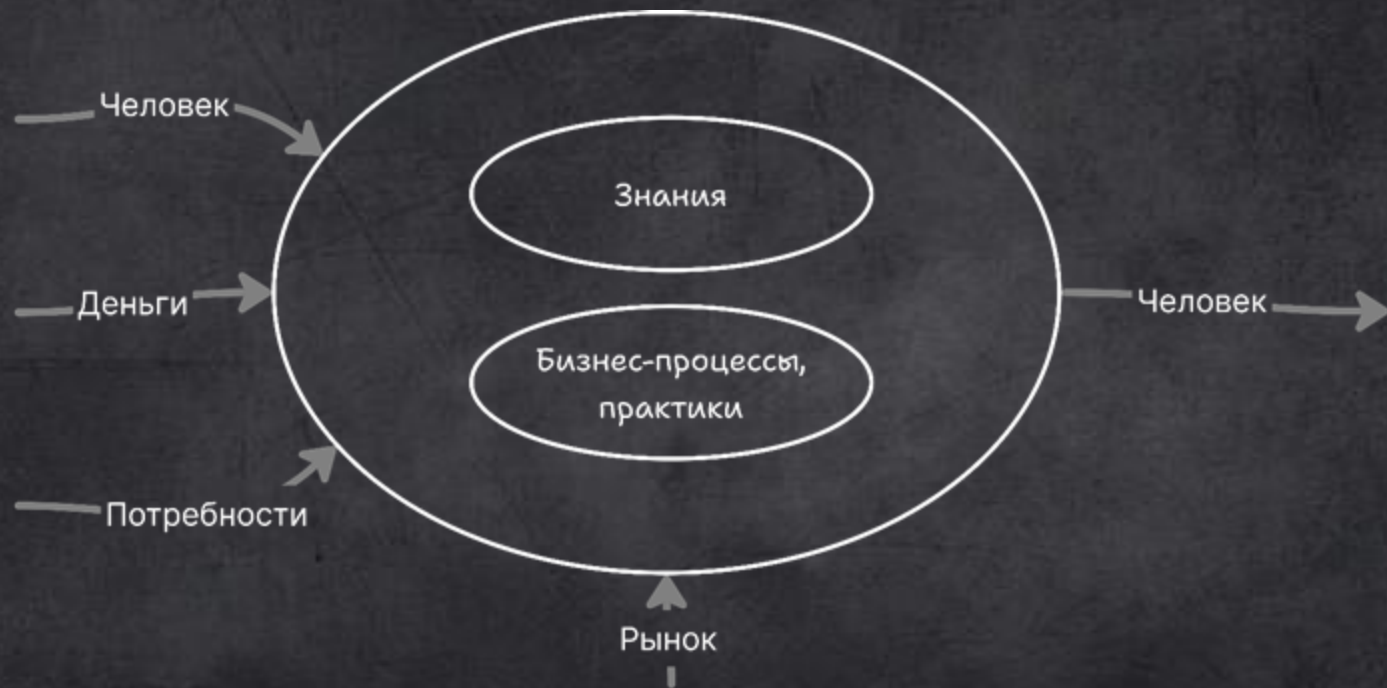 Человек
Знания
Деньги
Человек
Бизнес-процессы,
практики
Потребности
Рынок